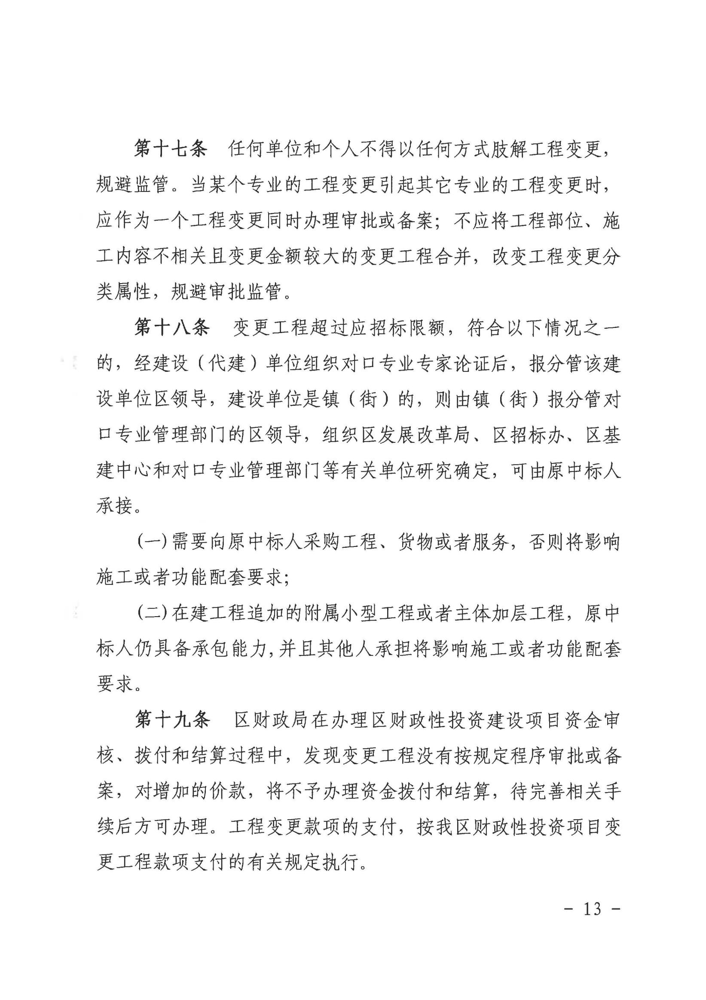 第十七条 任何单位和个人不得以任何方式肢解工程变更，
规避监管。当某个专业的工程变更引起其它专业的工程变更时，
应作为一个工程变更同时办理审批或备案；不应将工程部位、施
工内容不相关且变更金额较大的变更工程合并，改变工程变更分
类属性，规避审批监管。
第十八条 变更工程超过应招标限额，符合以下情况之一
的，经建设（代建）单位组织对口专业专家论证后，报分管该建
设单位区领导，建设单位是镇（街）的，则由镇（街）报分管对
口专业管理部门的区领导，组织区发展改革局、区招标办、区基
建中心和对口专业管理部门等有关单位研究确定，可由原中标人
承接。
(一)需要向原中标人采购工程、货物或者服务，否则将影响
施工或者功能配套要求；
(二)在建工程追加的附属小型工程或者主体加层工程，原中
标人仍具备承包能力,并且其他人承担将影响施工或者功能配套
要求。
第十九条 区财政局在办理区财政性投资建设项目资金审
核、拨付和结算过程中，发现变更工程没有按规定程序审批或备
案，对增加的价款，将不予办理资金拨付和结算，待完善相关手
续后方可办理。工程变更款项的支付，按我区财政性投资项目变
更工程款项支付的有关规定执行。
- 13 -